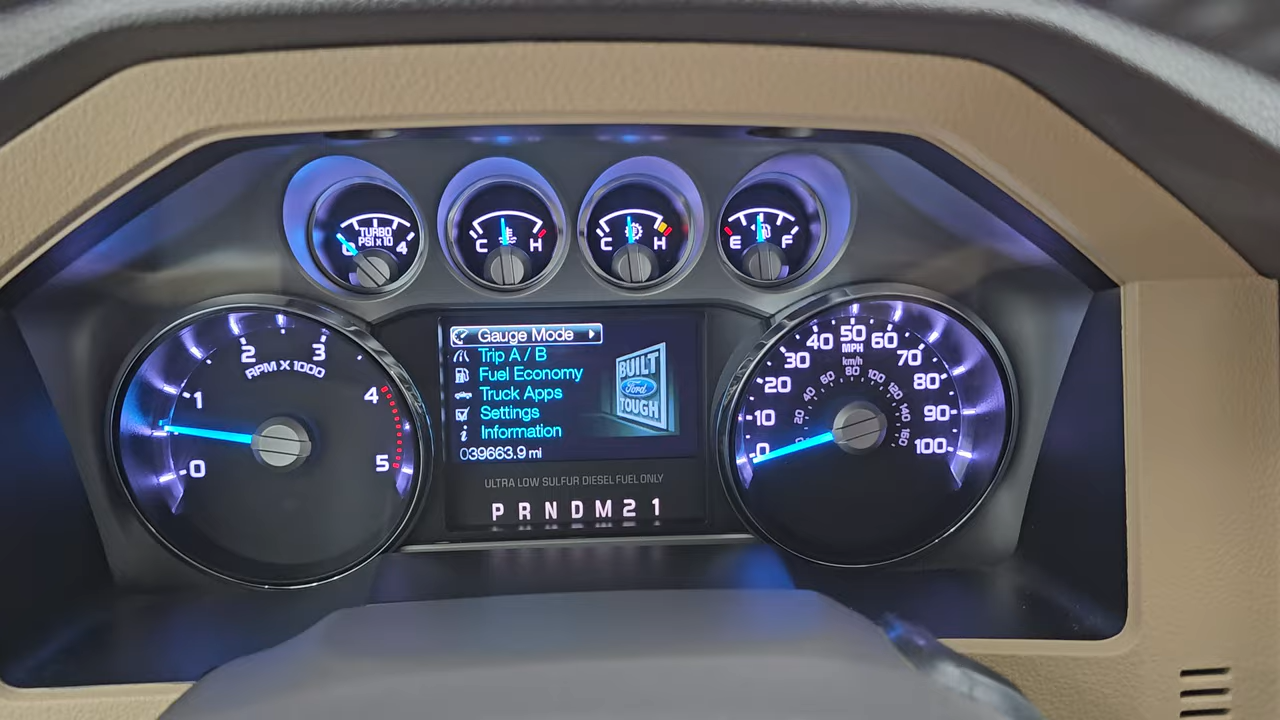 TURBO
PSI x 10
0 4
C H
C H
E F
0 1 2 3 4 5
RPM X 1000
Gauge Mode
Trip A / B
Fuel Economy
Truck Apps
Settings
Information
039663.9 mi
BUILT
Ford
TOUGH
ULTRA LOW SULFUR DIESEL FUEL ONLY
P R N D M 2 1
0 10 20 30 40 50 60 70 80 90 100
MPH
km/h
20 40 60 80 100 120 140 160